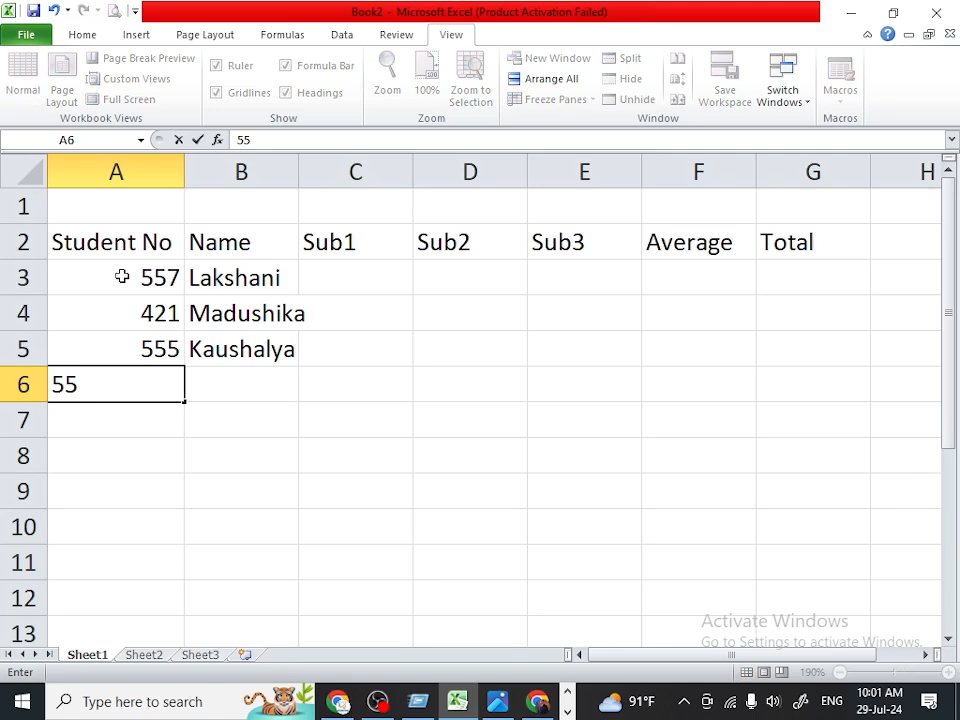 Book2 - Microsoft Excel (Product Activation Failed)
File Home Insert Page Layout Formulas Data Review View
Normal Page Layout Page Break Preview Custom Views Full Screen
Workbook Views
Ruler Formula Bar
Gridlines Headings
Show
Zoom 100% Zoom to Selection
Zoom
New Window Split
Arrange All Hide
Freeze Panes Unhide
Save Workspace Switch Windows
Window
Macros
Macros
A6 fx 55
A B C D E F G H
1
2 Student No Name Sub1 Sub2 Sub3 Average Total
3 557 Lakshani
4 421 Madushika
5 555 Kaushalya
6 55
7
8
9
10
11
12
13
Activate Windows
Go to Settings to activate Windows.
Sheet1 Sheet2 Sheet3
Enter 190%
Type here to search 91°F ENG 10:01 AM
29-Jul-24